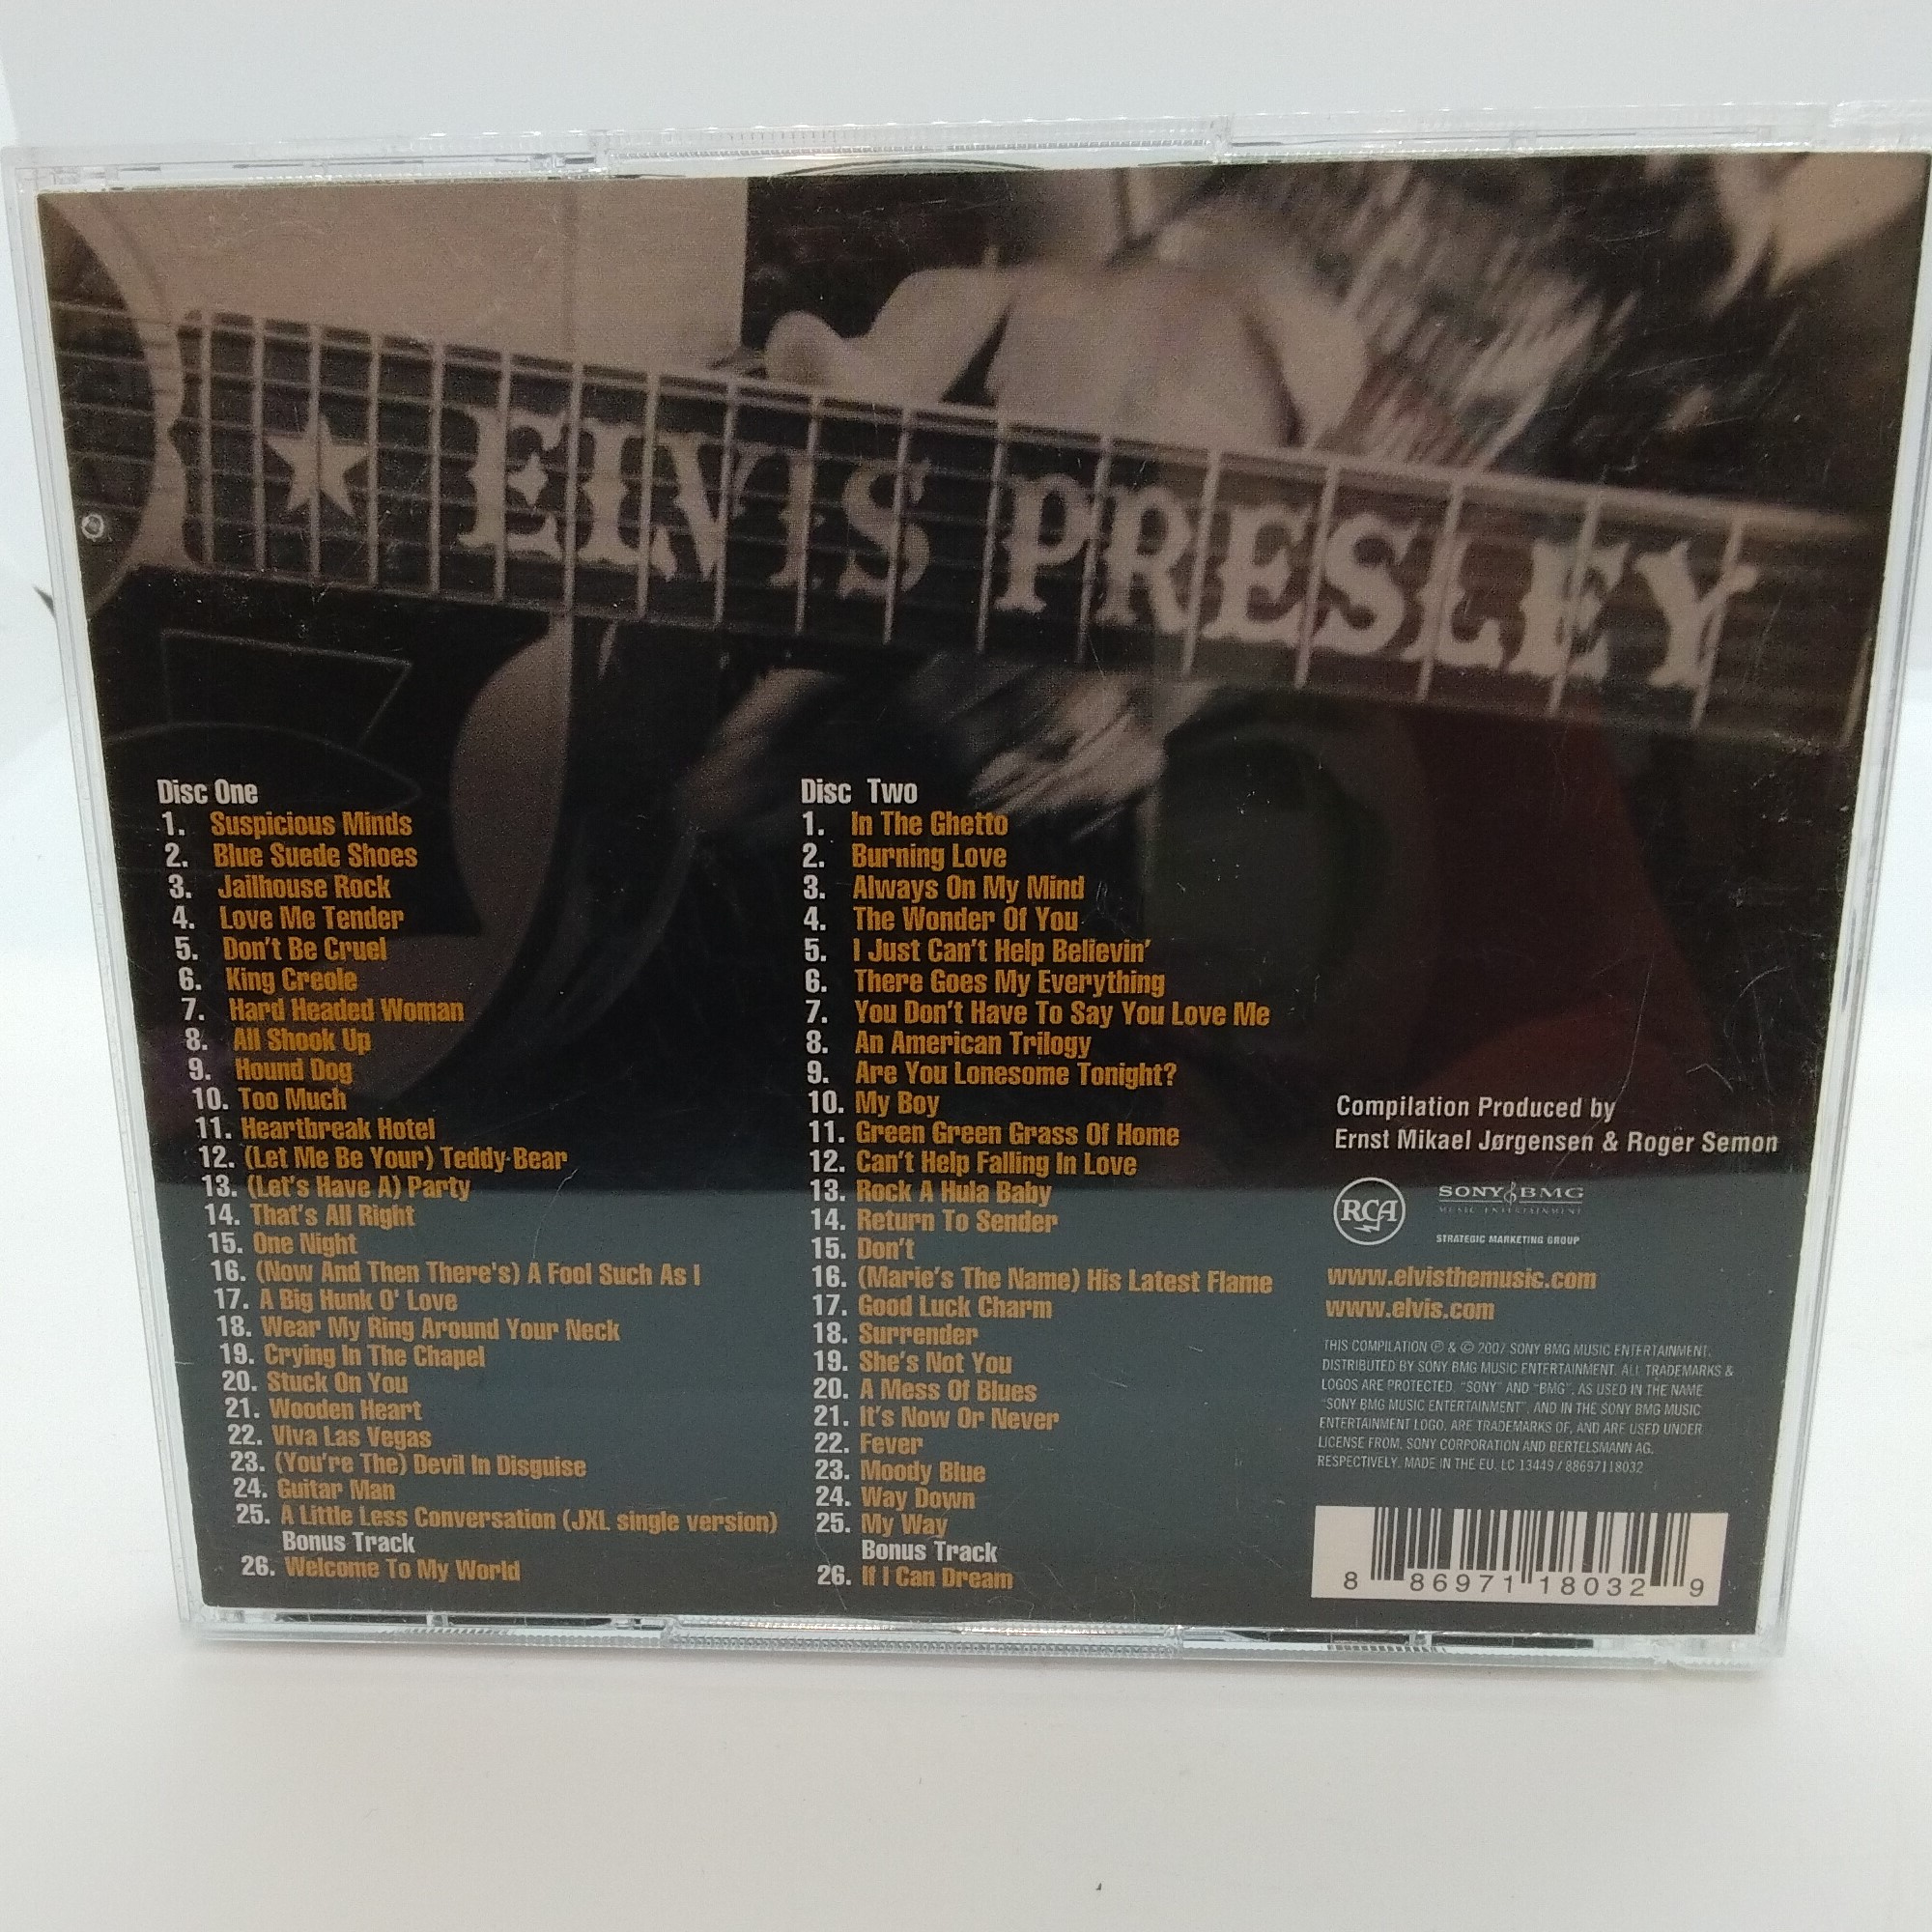 ★ ELVIS PRESLEY
Disc One
1. Suspicious Minds
2. Blue Suede Shoes
3. Jailhouse Rock
4. Love Me Tender
5. Don't Be Cruel
6. King Creole
7. Hard Headed Woman
8. All Shook Up
9. Hound Dog
10. Too Much
11. Heartbreak Hotel
12. (Let Me Be Your) Teddy-Bear
13. (Let's Have A) Party
14. That's All Right
15. One Night
16. (Now And Then There's) A Fool Such As I
17. A Big Hunk O' Love
18. Wear My Ring Around Your Neck
19. Crying In The Chapel
20. Stuck On You
21. Wooden Heart
22. Viva Las Vegas
23. (You're The) Devil In Disguise
24. Guitar Man
25. A Little Less Conversation (JXL single version)
Bonus Track
26. Welcome To My World
Disc Two
1. In The Ghetto
2. Burning Love
3. Always On My Mind
4. The Wonder Of You
5. I Just Can't Help Believin'
6. There Goes My Everything
7. You Don't Have To Say You Love Me
8. An American Trilogy
9. Are You Lonesome Tonight?
10. My Boy
11. Green Green Grass Of Home
12. Can't Help Falling In Love
13. Rock A Hula Baby
14. Return To Sender
15. Don't
16. (Marie's The Name) His Latest Flame
17. Good Luck Charm
18. Surrender
19. She's Not You
20. A Mess Of Blues
21. It's Now Or Never
22. Fever
23. Moody Blue
24. Way Down
25. My Way
Bonus Track
26. If I Can Dream
Compilation Produced by
Ernst Mikael Jørgensen & Roger Semon
RCA
SONY BMG
MUSIC ENTERTAINMENT
STRATEGIC MARKETING GROUP
www.elvisthemusic.com
www.elvis.com
THIS COMPILATION ℗ & © 2007 SONY BMG MUSIC ENTERTAINMENT.
DISTRIBUTED BY SONY BMG MUSIC ENTERTAINMENT. ALL TRADEMARKS &
LOGOS ARE PROTECTED. "SONY" AND "BMG", AS USED IN THE NAME
"SONY BMG MUSIC ENTERTAINMENT", AND IN THE SONY BMG MUSIC
ENTERTAINMENT LOGO, ARE TRADEMARKS OF, AND ARE USED UNDER
LICENSE FROM, SONY CORPORATION AND BERTELSMANN AG,
RESPECTIVELY. MADE IN THE EU. LC 13449 / 88697118032
8 86971 18032 9